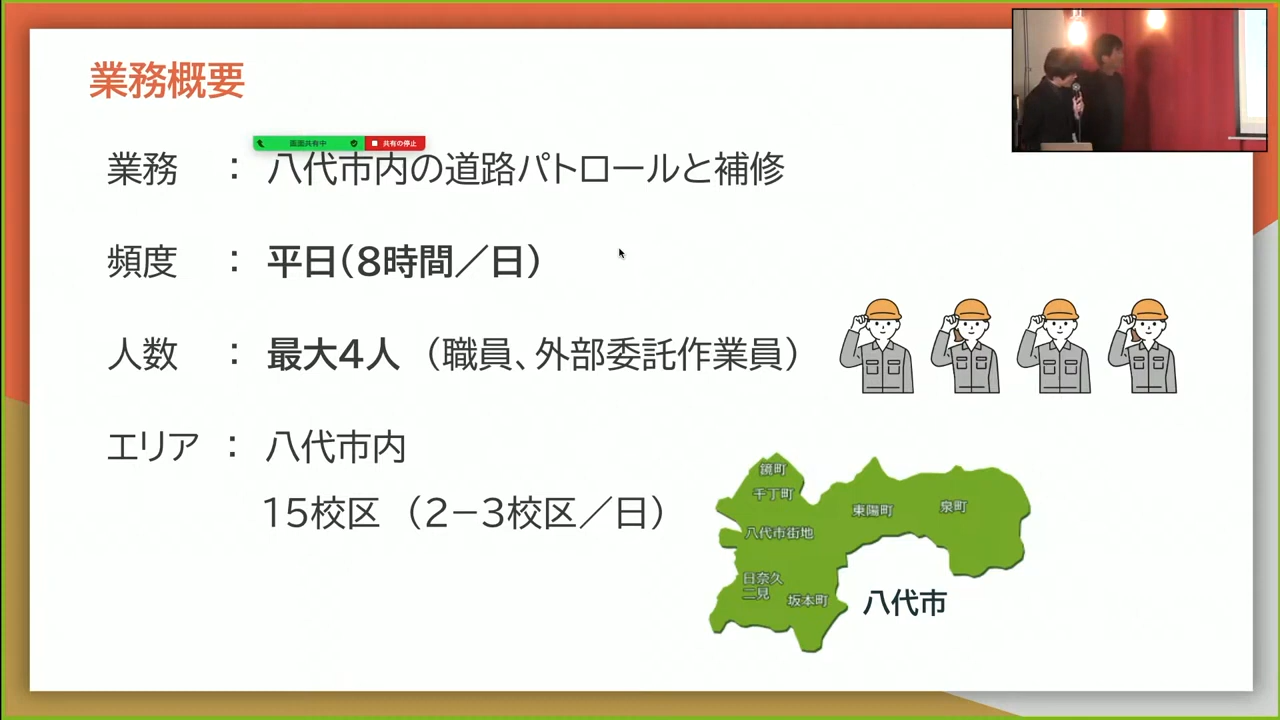 業務概要
画面共有中 共有の停止
業務 : 八代市内の道路パトロールと補修
頻度 : 平日(8時間/日)
人数 : 最大4人 (職員、外部委託作業員)
エリア : 八代市内
15校区 (2-3校区/日)
鏡町
千丁町
東陽町
泉町
八代市街地
日奈久
二見
坂本町
八代市